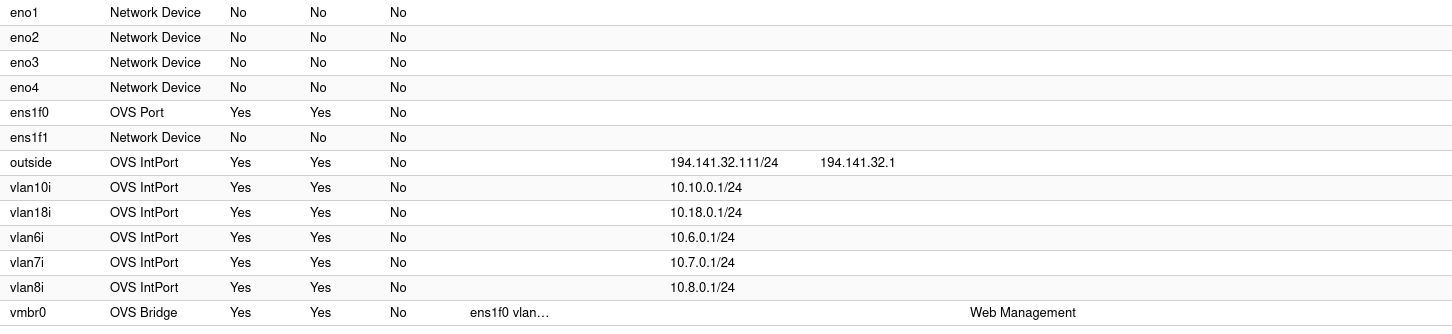 eno1 Network Device No No No
eno2 Network Device No No No
eno3 Network Device No No No
eno4 Network Device No No No
ens1f0 OVS Port Yes Yes No
ens1f1 Network Device No No No
outside OVS IntPort Yes Yes No 194.141.32.111/24 194.141.32.1
vlan10i OVS IntPort Yes Yes No 10.10.0.1/24
vlan18i OVS IntPort Yes Yes No 10.18.0.1/24
vlan6i OVS IntPort Yes Yes No 10.6.0.1/24
vlan7i OVS IntPort Yes Yes No 10.7.0.1/24
vlan8i OVS IntPort Yes Yes No 10.8.0.1/24
vmbr0 OVS Bridge Yes Yes No ens1f0 vlan… Web Management